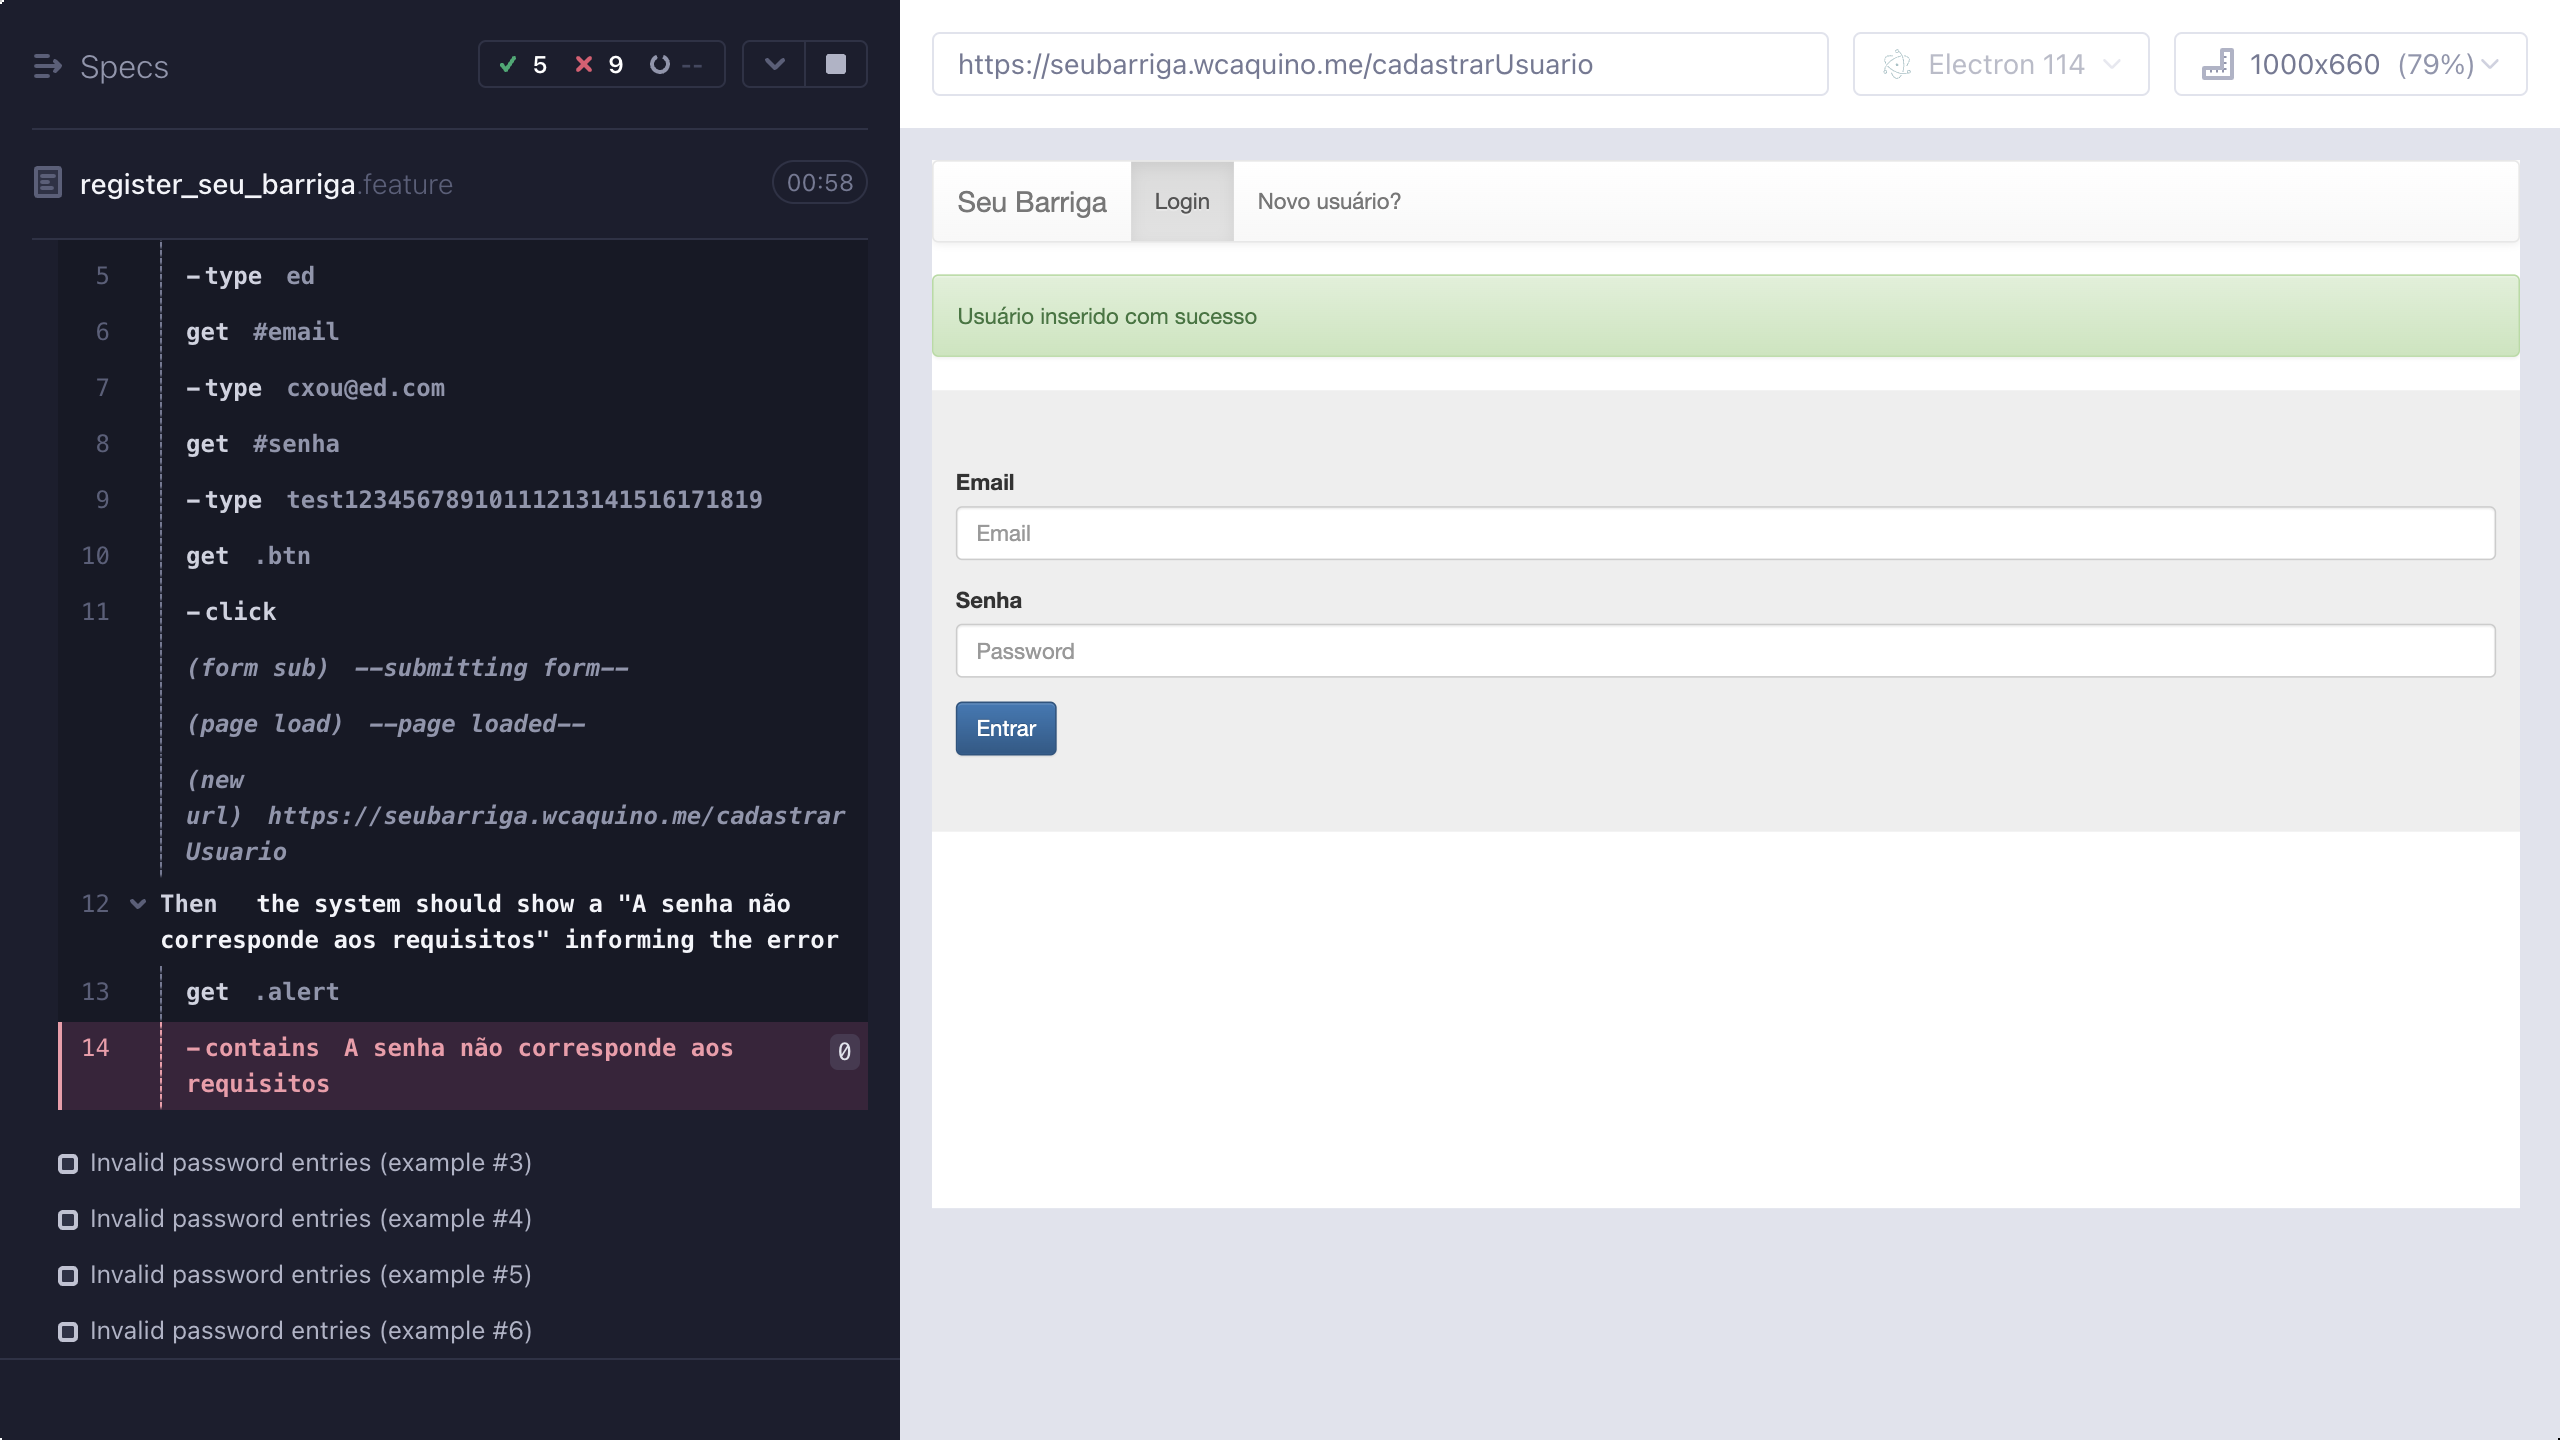 Specs
5 9 --
register_seu_barriga.feature 00:58
5 -type ed
6 get #email
7 -type cxou@ed.com
8 get #senha
9 -type test12345678910111213141516171819
10 get .btn
11 -click
(form sub) --submitting form--
(page load) --page loaded--
(new
url) https://seubarriga.wcaquino.me/cadastrar
Usuario
12 Then the system should show a "A senha não
corresponde aos requisitos" informing the error
13 get .alert
14 -contains A senha não corresponde aos 0
requisitos
Invalid password entries (example #3)
Invalid password entries (example #4)
Invalid password entries (example #5)
Invalid password entries (example #6)
https://seubarriga.wcaquino.me/cadastrarUsuario
Electron 114
1000x660 (79%)
Seu Barriga Login Novo usuário?
Usuário inserido com sucesso
Email
Email
Senha
Password
Entrar